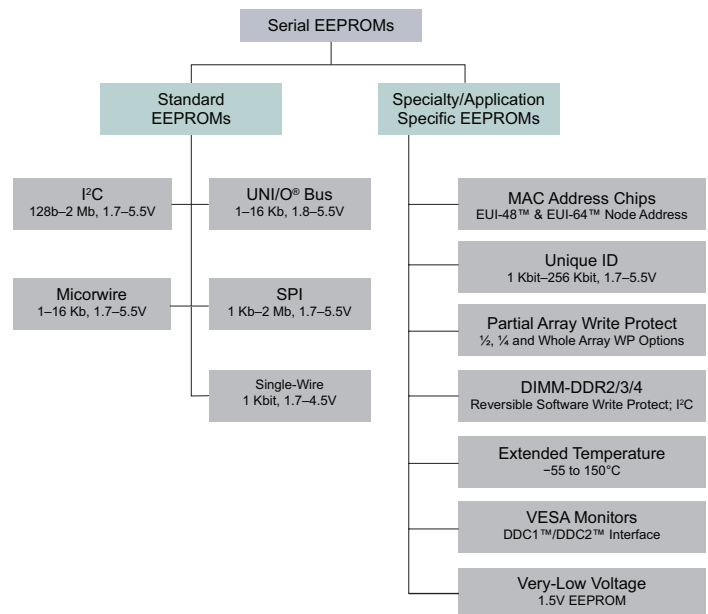 Serial EEPROMs
Standard
EEPROMs
Specialty/Application
Specific EEPROMs
I²C
128b–2 Mb, 1.7–5.5V
UNI/O® Bus
1–16 Kb, 1.8–5.5V
Micorwire
1–16 Kb, 1.7–5.5V
SPI
1 Kb–2 Mb, 1.7–5.5V
Single-Wire
1 Kbit, 1.7–4.5V
MAC Address Chips
EUI-48™ & EUI-64™ Node Address
Unique ID
1 Kbit–256 Kbit, 1.7–5.5V
Partial Array Write Protect
½, ¼ and Whole Array WP Options
DIMM-DDR2/3/4
Reversible Software Write Protect; I²C
Extended Temperature
−55 to 150°C
VESA Monitors
DDC1™/DDC2™ Interface
Very-Low Voltage
1.5V EEPROM